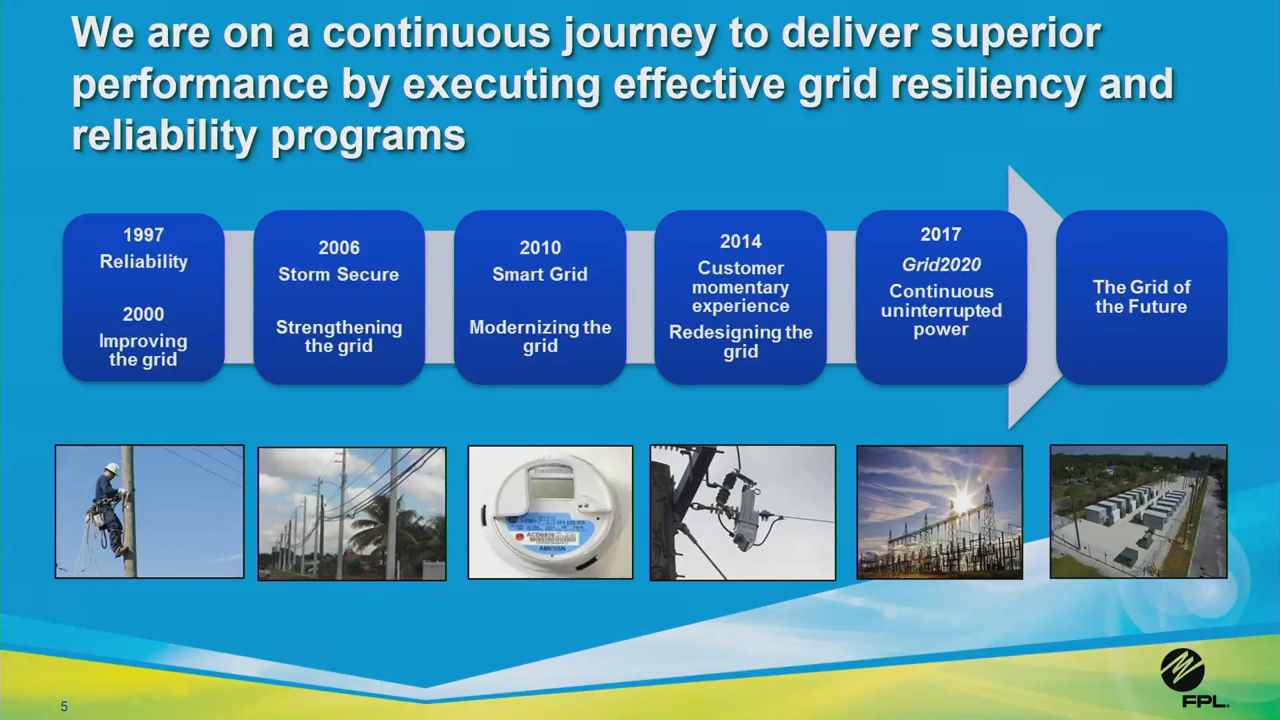 We are on a continuous journey to deliver superior
performance by executing effective grid resiliency and
reliability programs
1997
Reliability
2000
Improving
the grid
2006
Storm Secure
Strengthening
the grid
2010
Smart Grid
Modernizing the
grid
2014
Customer
momentary
experience
Redesigning the
grid
2017
Grid2020
Continuous
uninterrupted
power
The Grid of
the Future
ACD6809
5
FPL.